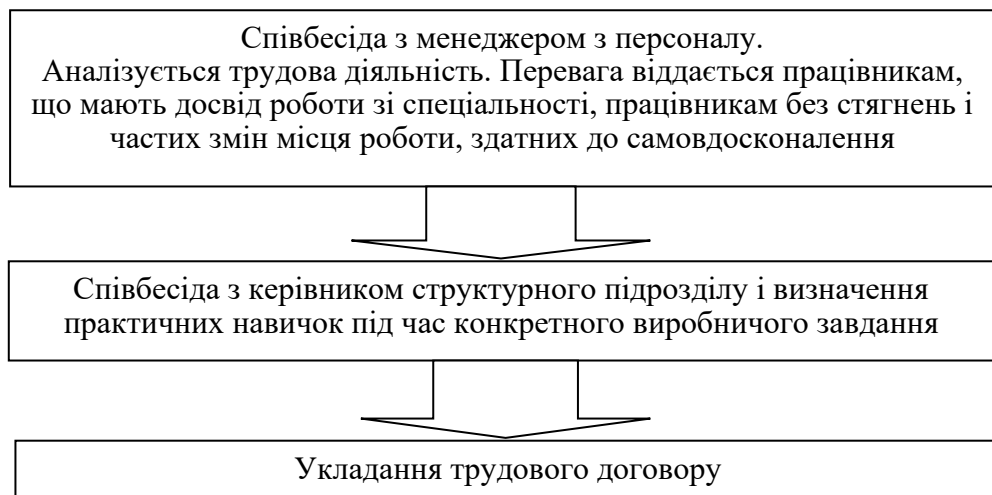 Співбесіда з менеджером з персоналу.
Аналізується трудова діяльність. Перевага віддається працівникам,
що мають досвід роботи зі спеціальності, працівникам без стягнень і
частих змін місця роботи, здатних до самовдосконалення
Співбесіда з керівником структурного підрозділу і визначення
практичних навичок під час конкретного виробничого завдання
Укладання трудового договору